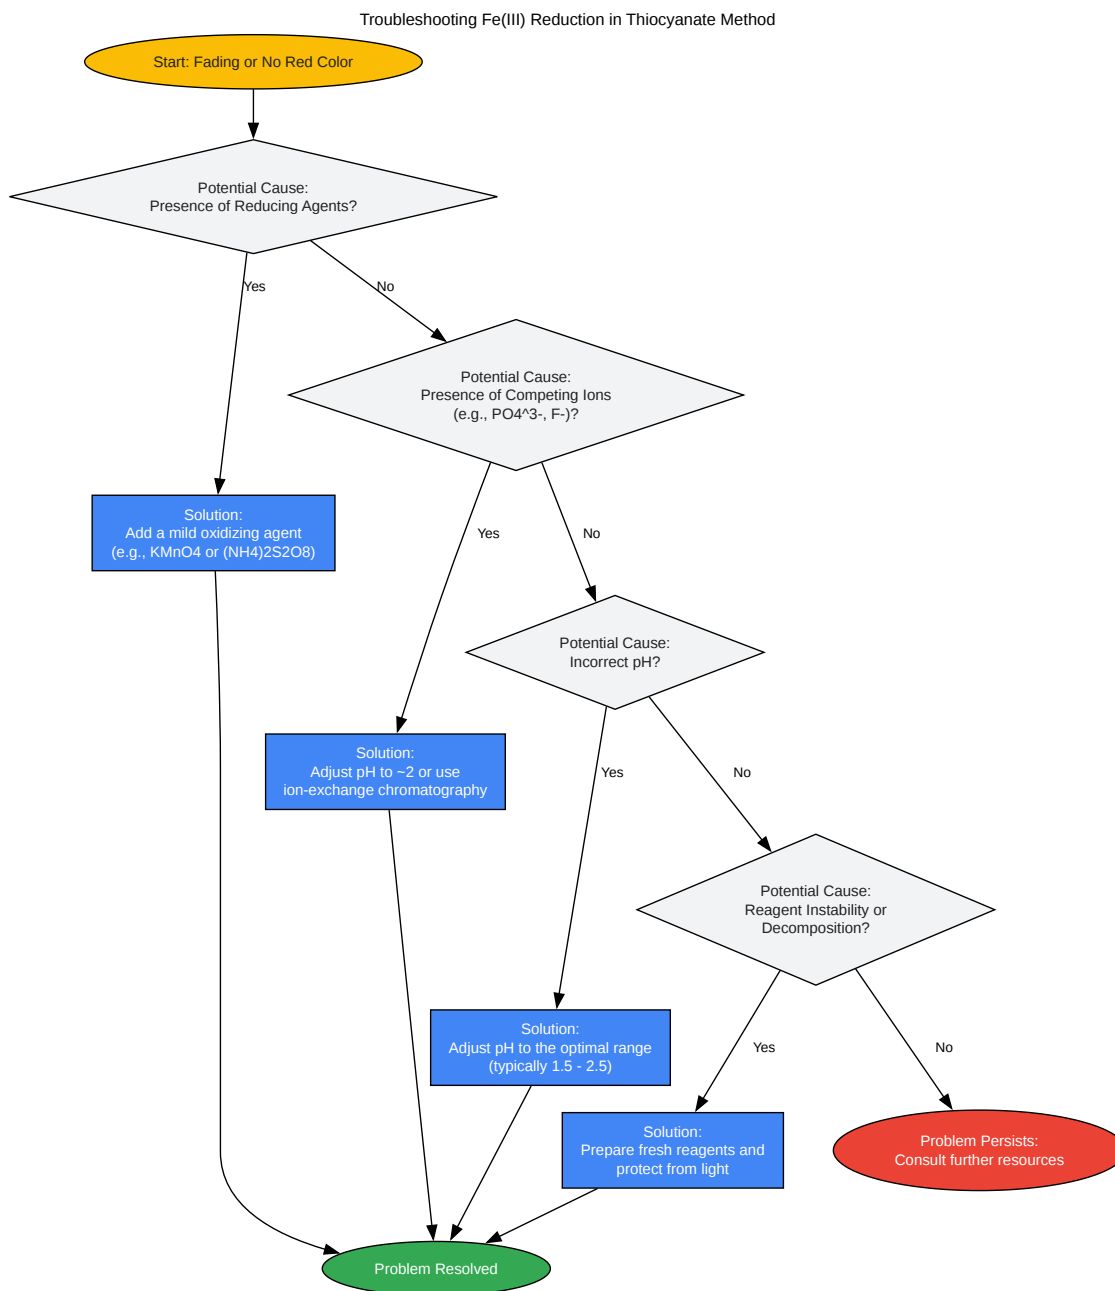 Troubleshooting Fe(III) Reduction in Thiocyanate Method
Start: Fading or No Red Color
Potential Cause:
Presence of Reducing Agents?
Yes
No
Potential Cause:
Presence of Competing Ions
(e.g., PO4^3-, F-)?
Solution:
Add a mild oxidizing agent
(e.g., KMnO4 or (NH4)2S2O8)
Yes
No
Potential Cause:
Incorrect pH?
Solution:
Adjust pH to ~2 or use
ion-exchange chromatography
Yes
No
Potential Cause:
Reagent Instability or
Decomposition?
Solution:
Adjust pH to the optimal range
(typically 1.5 - 2.5)
Yes
No
Solution:
Prepare fresh reagents and
protect from light
Problem Persists:
Consult further resources
Problem Resolved